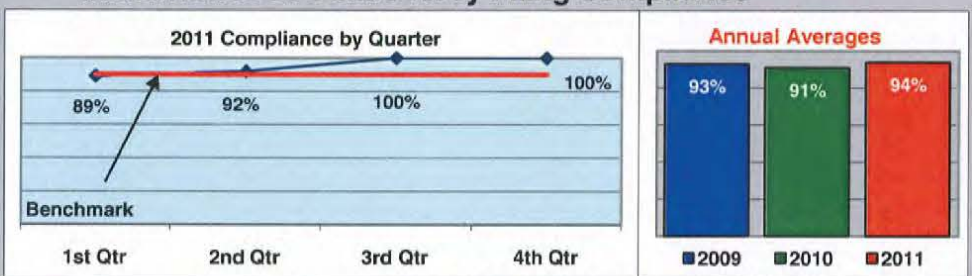 2011 Compliance by Quarter
89%
92%
100%
100%
Benchmark
1st Qtr
2nd Qtr
3rd Qtr
4th Qtr
Annual Averages
93%
91%
94%
2009
2010
2011